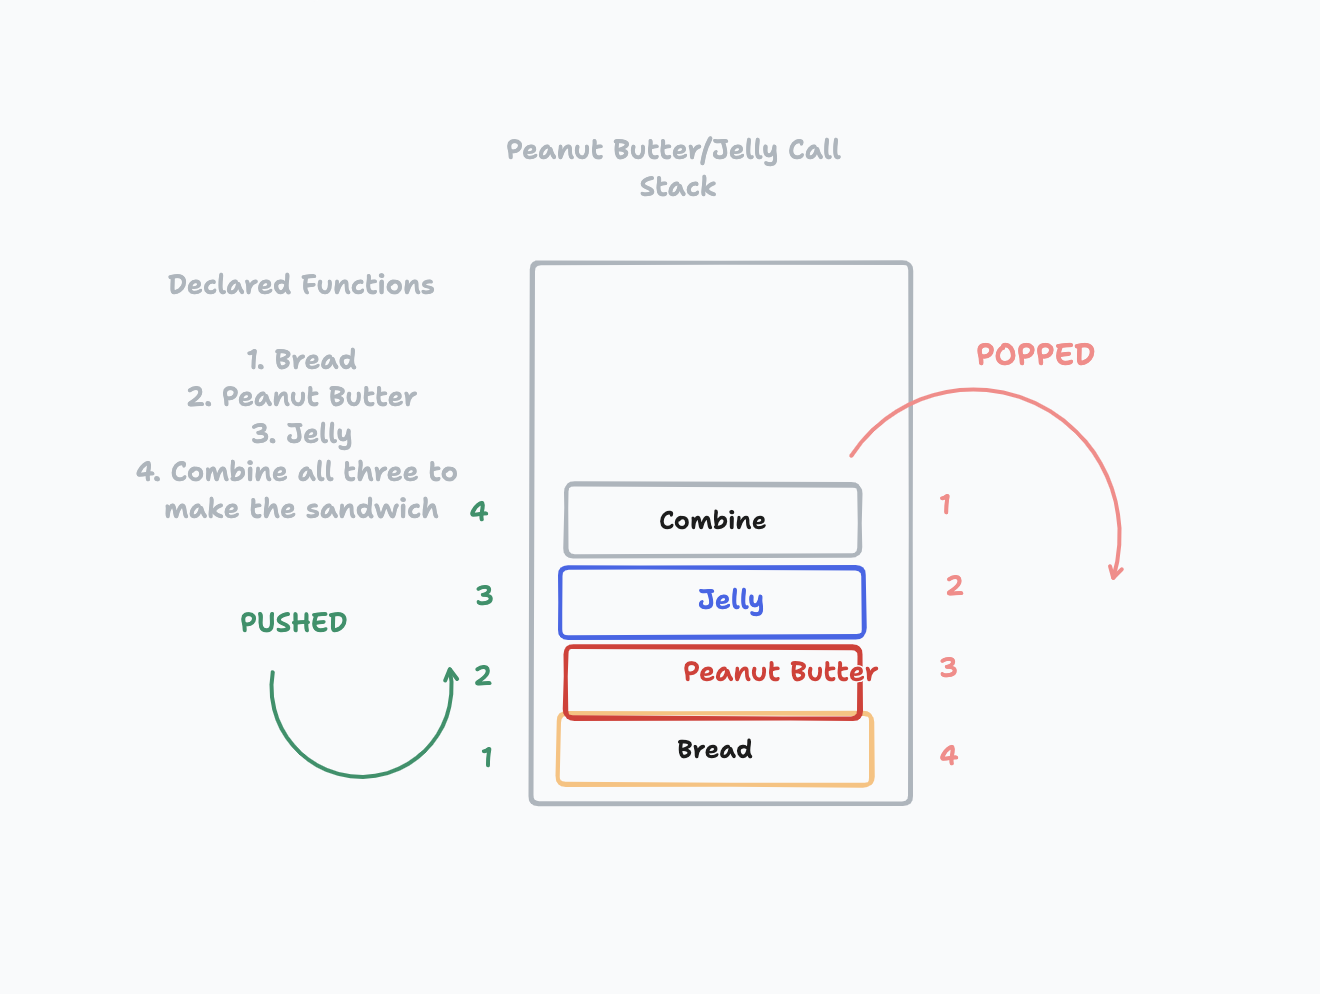 Peanut Butter/Jelly Call
Stack
Declared Functions
1. Bread
2. Peanut Butter
3. Jelly
4. Combine all three to
make the sandwich
PUSHED
4
3
2
1
Combine
Jelly
Peanut Butter
Bread
POPPED
1
2
3
4